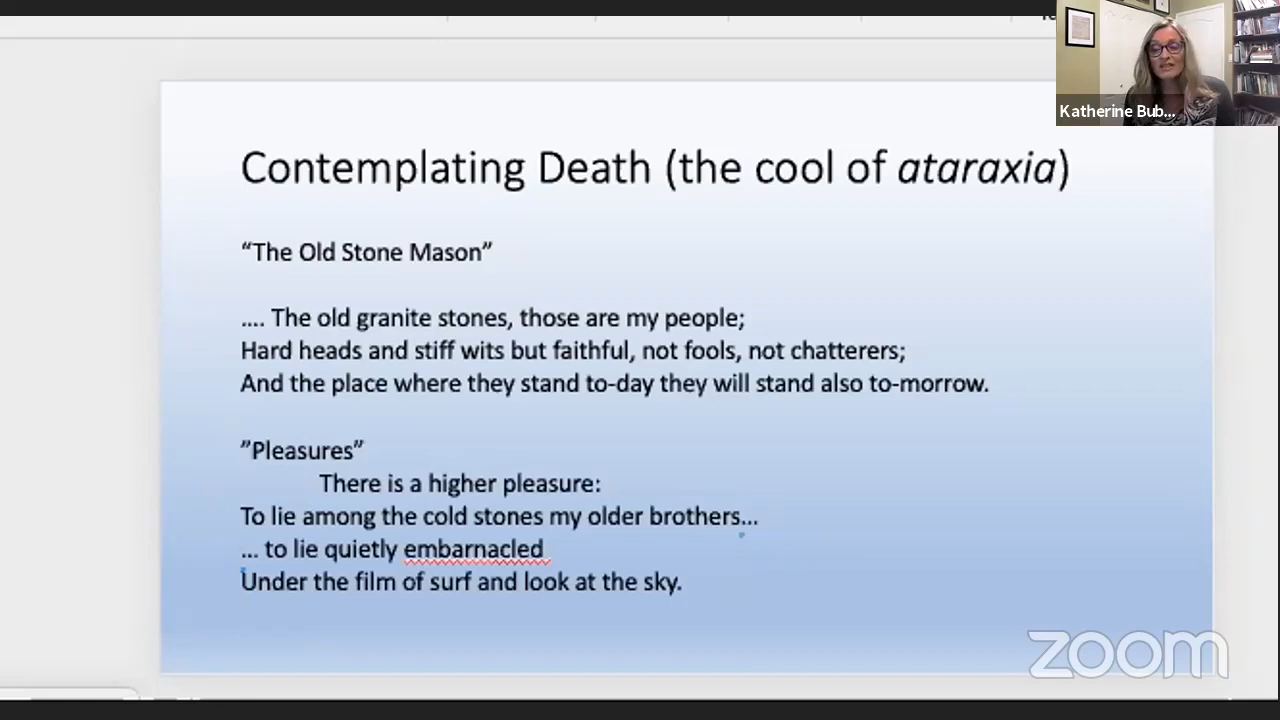 Katherine Bub...
Contemplating Death (the cool of ataraxia)
“The Old Stone Mason”
.... The old granite stones, those are my people;
Hard heads and stiff wits but faithful, not fools, not chatterers;
And the place where they stand to-day they will stand also to-morrow.
”Pleasures”
There is a higher pleasure:
To lie among the cold stones my older brothers...
... to lie quietly embarnacled
Under the film of surf and look at the sky.
zoom